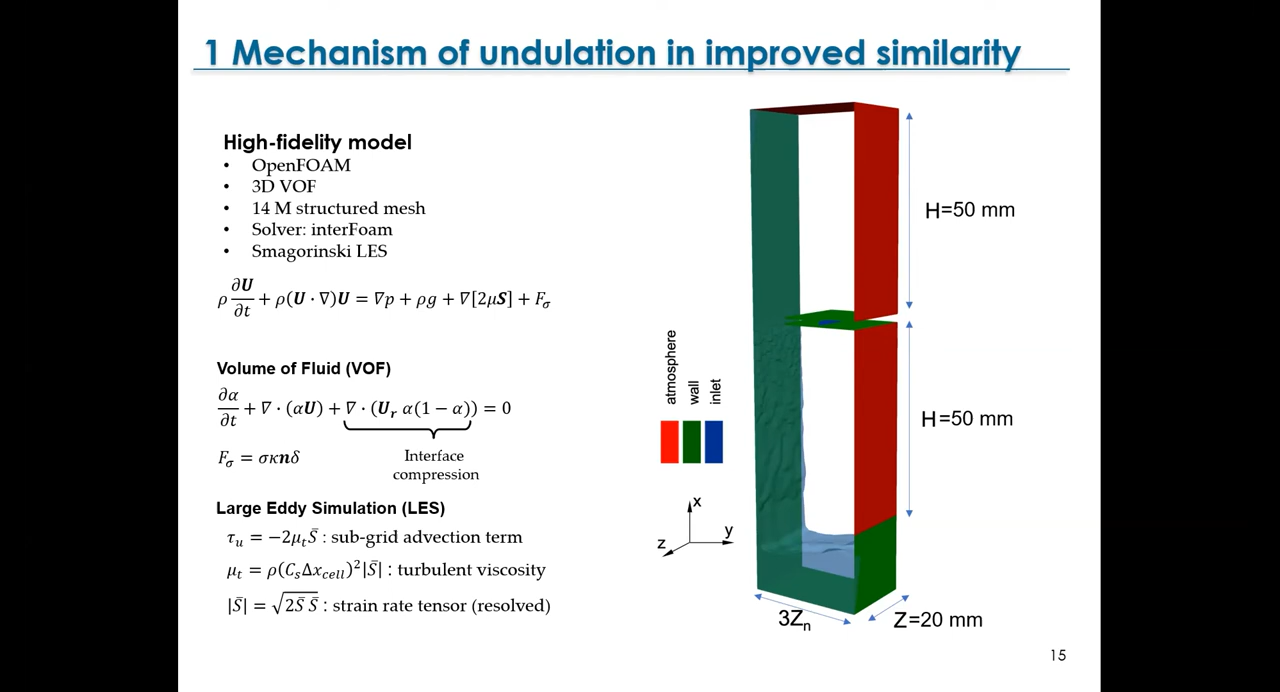 1 Mechanism of undulation in improved similarity
High-fidelity model
• OpenFOAM
• 3D VOF
• 14 M structured mesh
• Solver: interFoam
• Smagorinski LES
ρ ∂U/∂t + ρ(U · ∇)U = ∇p + ρg + ∇[2μS] + F_σ
Volume of Fluid (VOF)
∂α/∂t + ∇ · (αU) + ∇ · (U_r α(1 − α)) = 0
F_σ = σκnδ
Interface
compression
Large Eddy Simulation (LES)
τ_u = −2μ_t S̄ : sub-grid advection term
μ_t = ρ(C_s Δx_cell)² |S̄| : turbulent viscosity
|S̄| = √(2S̄ S̄) : strain rate tensor (resolved)
atmosphere
wall
inlet
x
y
z
H=50 mm
H=50 mm
3Z_n
Z=20 mm
15